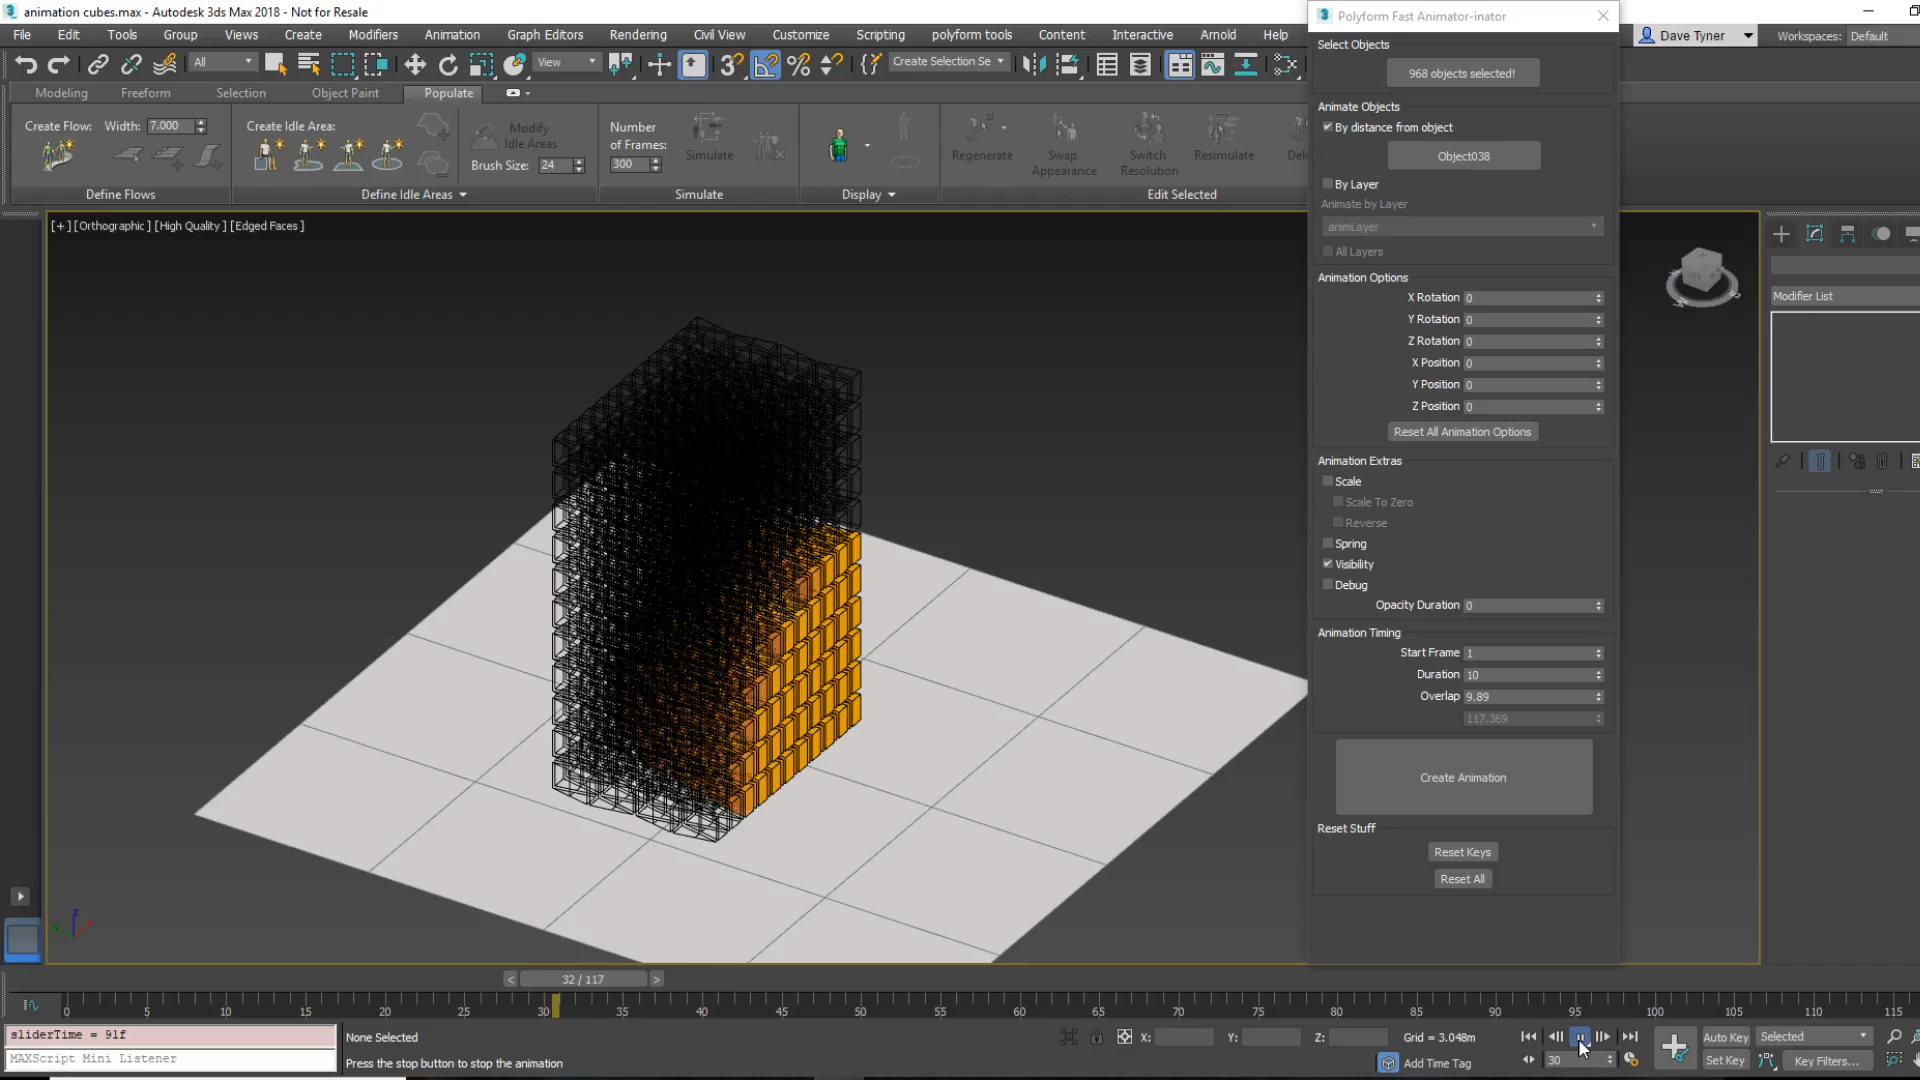 animation cubes.max - Autodesk 3ds Max 2018 - Not for Resale
Polyform Fast Animator-inator
File Edit Tools Group Views Create Modifiers Animation Graph Editors Rendering Civil View Customize Scripting polyform tools Content Interactive Arnold Help
Dave Tyner
Workspaces: Default
Select Objects
968 objects selected!
All
View
Create Selection Se
Modeling Freeform Selection Object Paint Populate
Animate Objects
By distance from object
Object038
By Layer
Animate by Layer
animLayer
All Layers
Create Flow: Width: 7.000
Create Idle Area:
Modify
Idle Areas
Brush Size: 24
Number
of Frames:
300
Simulate
Regenerate
Swap
Appearance
Switch
Resolution
Resimulate
Define Flows
Define Idle Areas
Simulate
Display
Edit Selected
[+] [Orthographic ] [High Quality ] [Edged Faces ]
Modifier List
Animation Options
X Rotation 0
Y Rotation 0
Z Rotation 0
X Position 0
Y Position 0
Z Position 0
Reset All Animation Options
Animation Extras
Scale
Scale To Zero
Reverse
Spring
Visibility
Debug
Opacity Duration 0
Animation Timing
Start Frame 1
Duration 10
Overlap 9.89
117.369
Create Animation
Reset Stuff
Reset Keys
Reset All
< 32 / 117 >
0 5 10 15 20 25 30 35 40 45 50 55 60 65 70 75 80 85 90 95 100 105 110 115
sliderTime = 91f
MAXScript Mini Listener
None Selected
Press the stop button to stop the animation
X: Y: Z: Grid = 3.048m
Add Time Tag
30
Auto Key Selected
Set Key Key Filters...